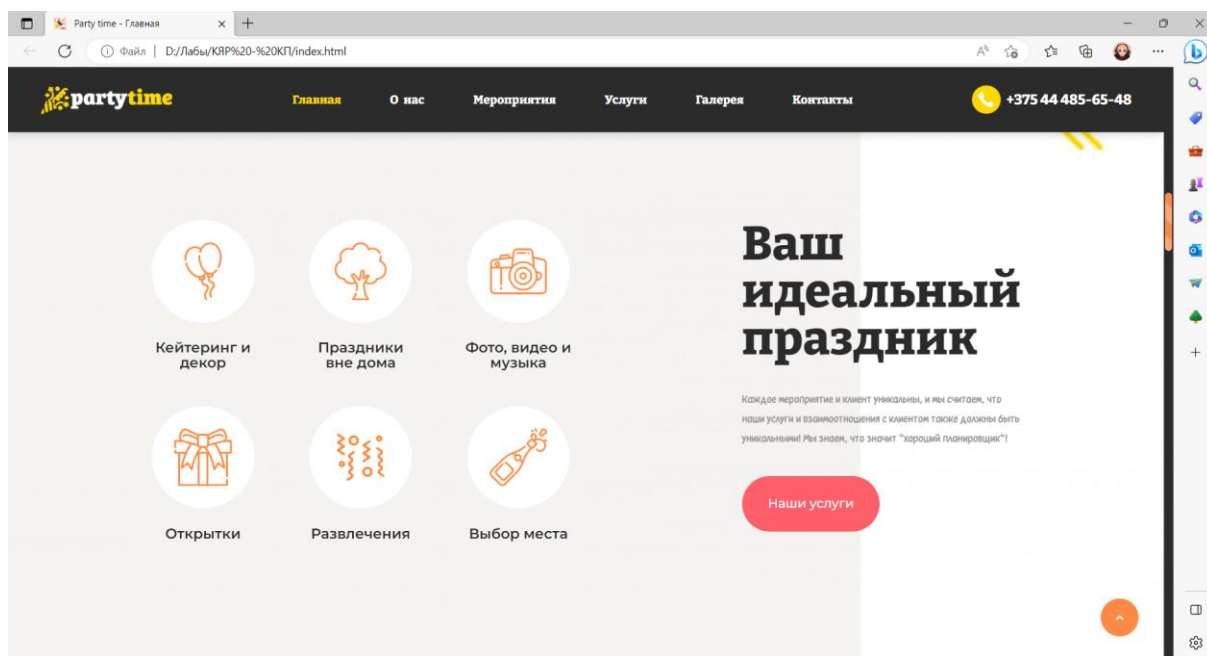 Party time - Главная
Файл | D:/Лабы/КЯР%20-%20КП/index.html
partytime
Главная О нас Мероприятия Услуги Галерея Контакты
+375 44 485-65-48
Кейтеринг и
декор
Праздники
вне дома
Фото, видео и
музыка
Открытки
Развлечения
Выбор места
Ваш
идеальный
праздник
Каждое мероприятие и клиент уникальны, и мы считаем, что
наши услуги и взаимоотношения с клиентом также должны быть
уникальными! Мы знаем, что значит "хороший планировщик"!
Наши услуги